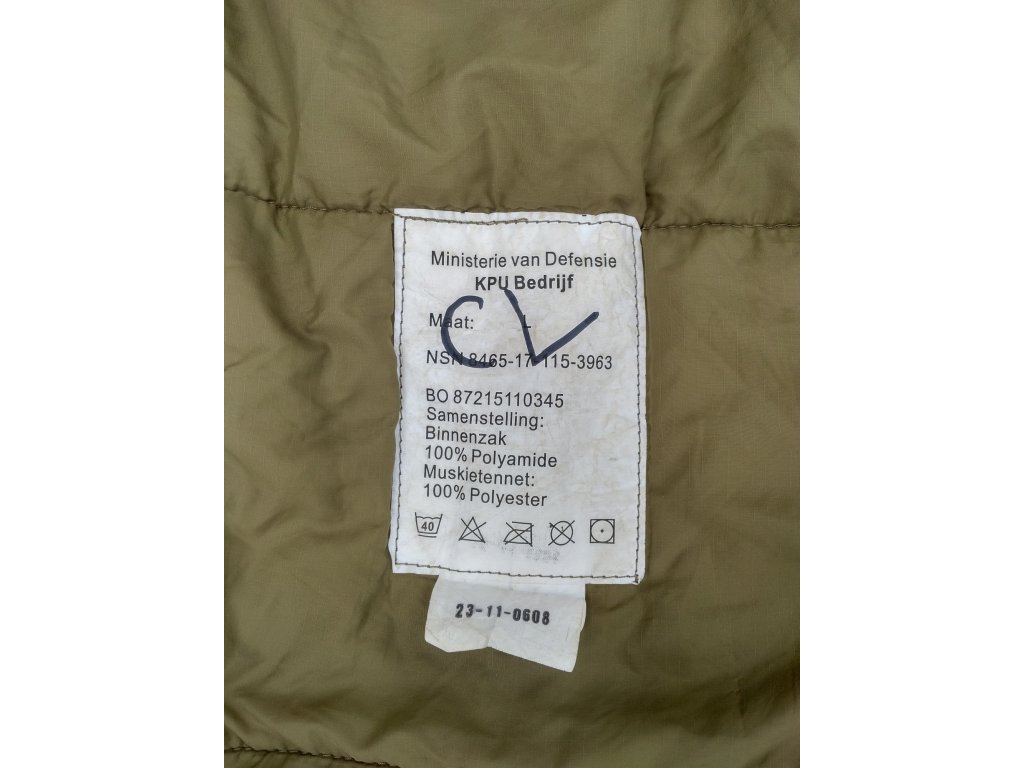 Ministerie van Defensie
KPU Bedrijf
CV
Maat: L
NSN 8465-17-115-3963
BO 87215110345
Samenstelling:
Binnenzak
100% Polyamide
Muskietennet:
100% Polyester
40
23-11-0608